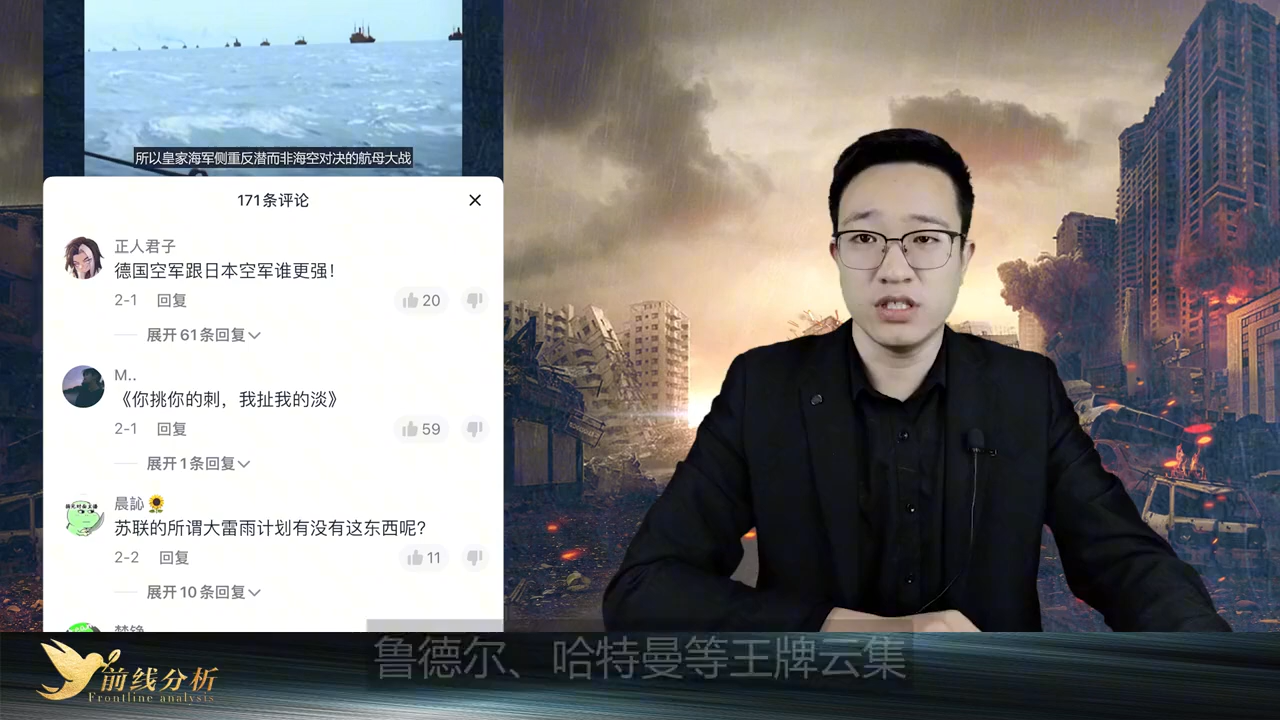 所以皇家海军侧重反潜而非海空对决的航母大战
171条评论
正人君子
德国空军跟日本空军谁更强！
2-1 回复
20
展开61条回复
M..
《你挑你的刺，我扯我的淡》
2-1 回复
59
展开1条回复
晨訫🌻
苏联的所谓大雷雨计划有没有这东西呢？
2-2 回复
11
展开10条回复
鲁德尔、哈特曼等王牌云集
前线分析
Frontline analysis